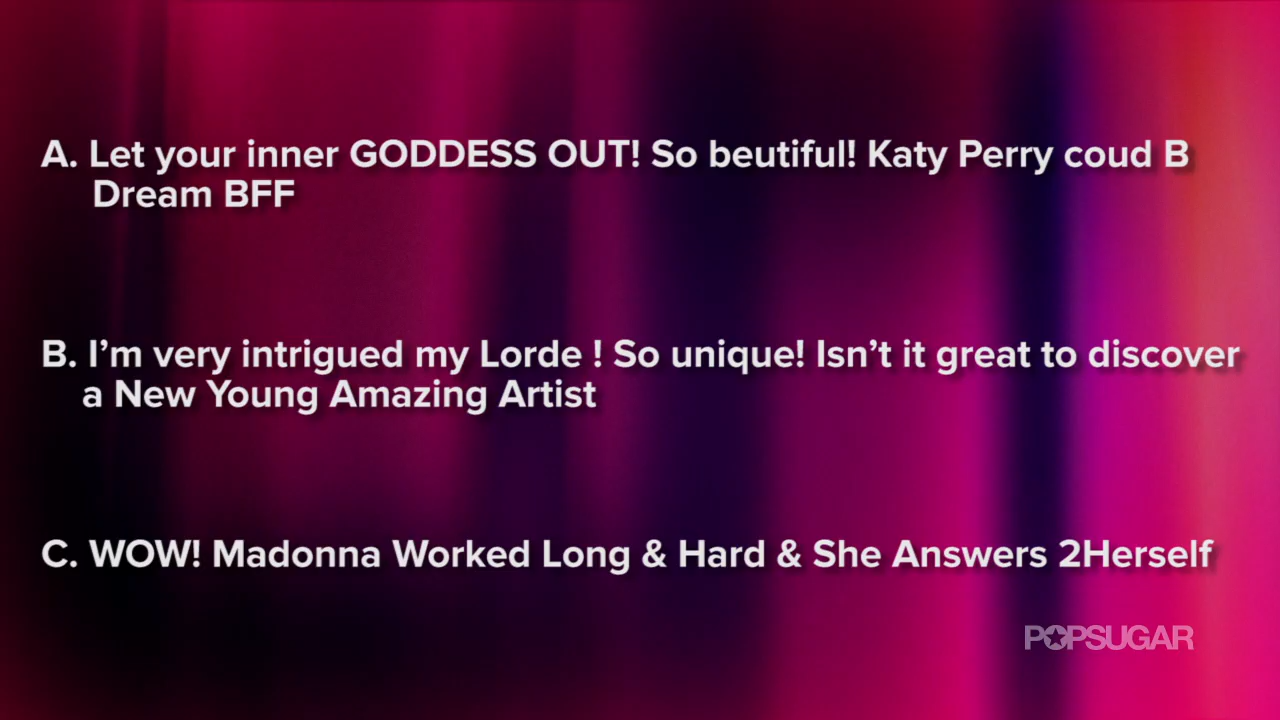 A. Let your inner GODDESS OUT! So beutiful! Katy Perry coud B
Dream BFF
B. I’m very intrigued my Lorde ! So unique! Isn’t it great to discover
a New Young Amazing Artist
C. WOW! Madonna Worked Long & Hard & She Answers 2Herself
POPSUGAR